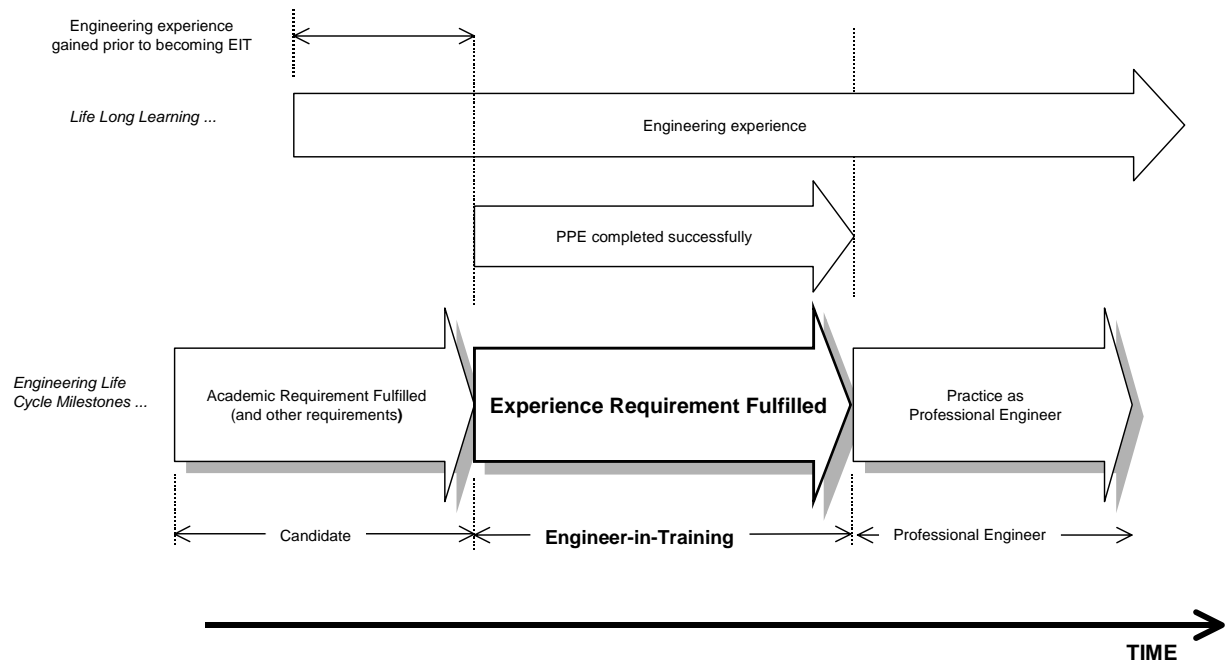 Engineering experience
gained prior to becoming EIT
Life Long Learning ...
Engineering experience
PPE completed successfully
Engineering Life
Cycle Milestones ...
Academic Requirement Fulfilled
(and other requirements)
Experience Requirement Fulfilled
Practice as
Professional Engineer
Candidate
Engineer-in-Training
Professional Engineer
TIME